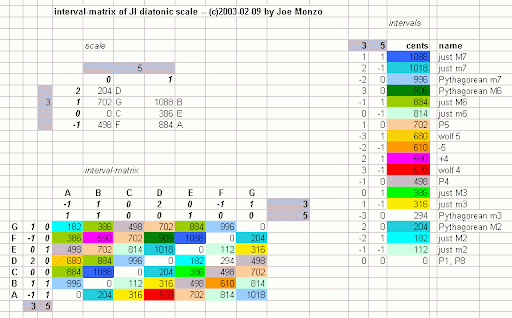 interval-matrix of JI diatonic scale -- (c)2003-02-09 by Joe Monzo
scale
5
0 1
2 204 D
3 1 702 G 1088 B
0 0 C 386 E
-1 498 F 884 A
intervals
3 5 cents name
1 1 1088 just M7
2 -1 1018 just m7
-2 0 996 Pythagorean m7
3 0 906 Pythagorean M6
-1 1 884 just M6
0 -1 814 just m6
1 0 702 P5
-3 1 680 wolf 5
-2 -1 610 -5
2 1 590 +4
3 -1 520 wolf 4
-1 0 498 P4
0 1 386 just M3
1 -1 316 just m3
-3 0 294 Pythagorean m3
2 0 204 Pythagorean M2
-2 1 182 just M2
-1 -1 112 just m2
0 0 0 P1, P8
interval-matrix
A B C D E F G
-1 1 0 2 0 -1 1 3
1 1 0 0 1 0 0 5
G 1 0 182 386 498 702 884 996 0
F -1 0 386 590 702 906 1088 0 204
E 0 1 498 702 814 1018 0 112 316
D 2 0 680 884 996 0 182 294 498
C 0 0 884 1088 0 204 386 498 702
B 1 1 996 0 112 316 498 610 814
A -1 1 0 204 316 520 702 814 1018
3 5